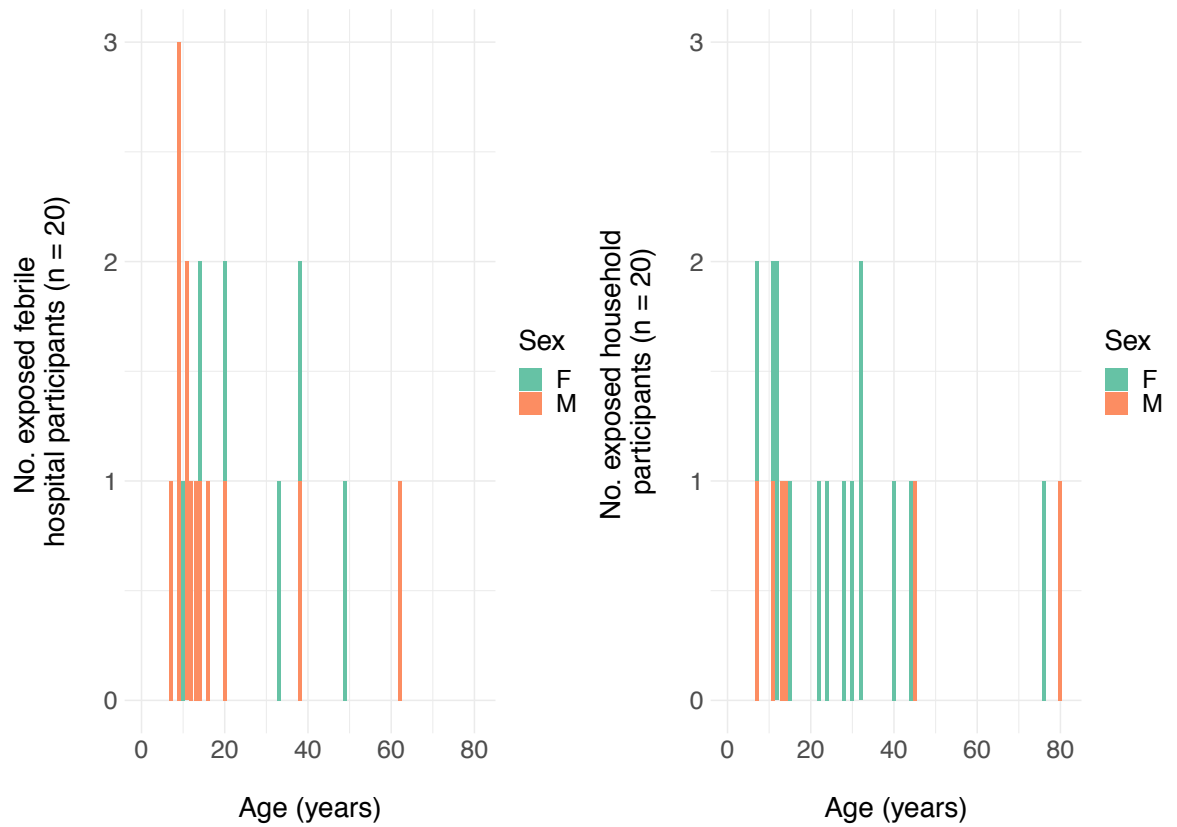 No. exposed febrile
hospital participants (n = 20)
3
2
1
0
0 20 40 60 80
Age (years)
Sex
F
M
No. exposed household
participants (n = 20)
3
2
1
0
0 20 40 60 80
Age (years)
Sex
F
M